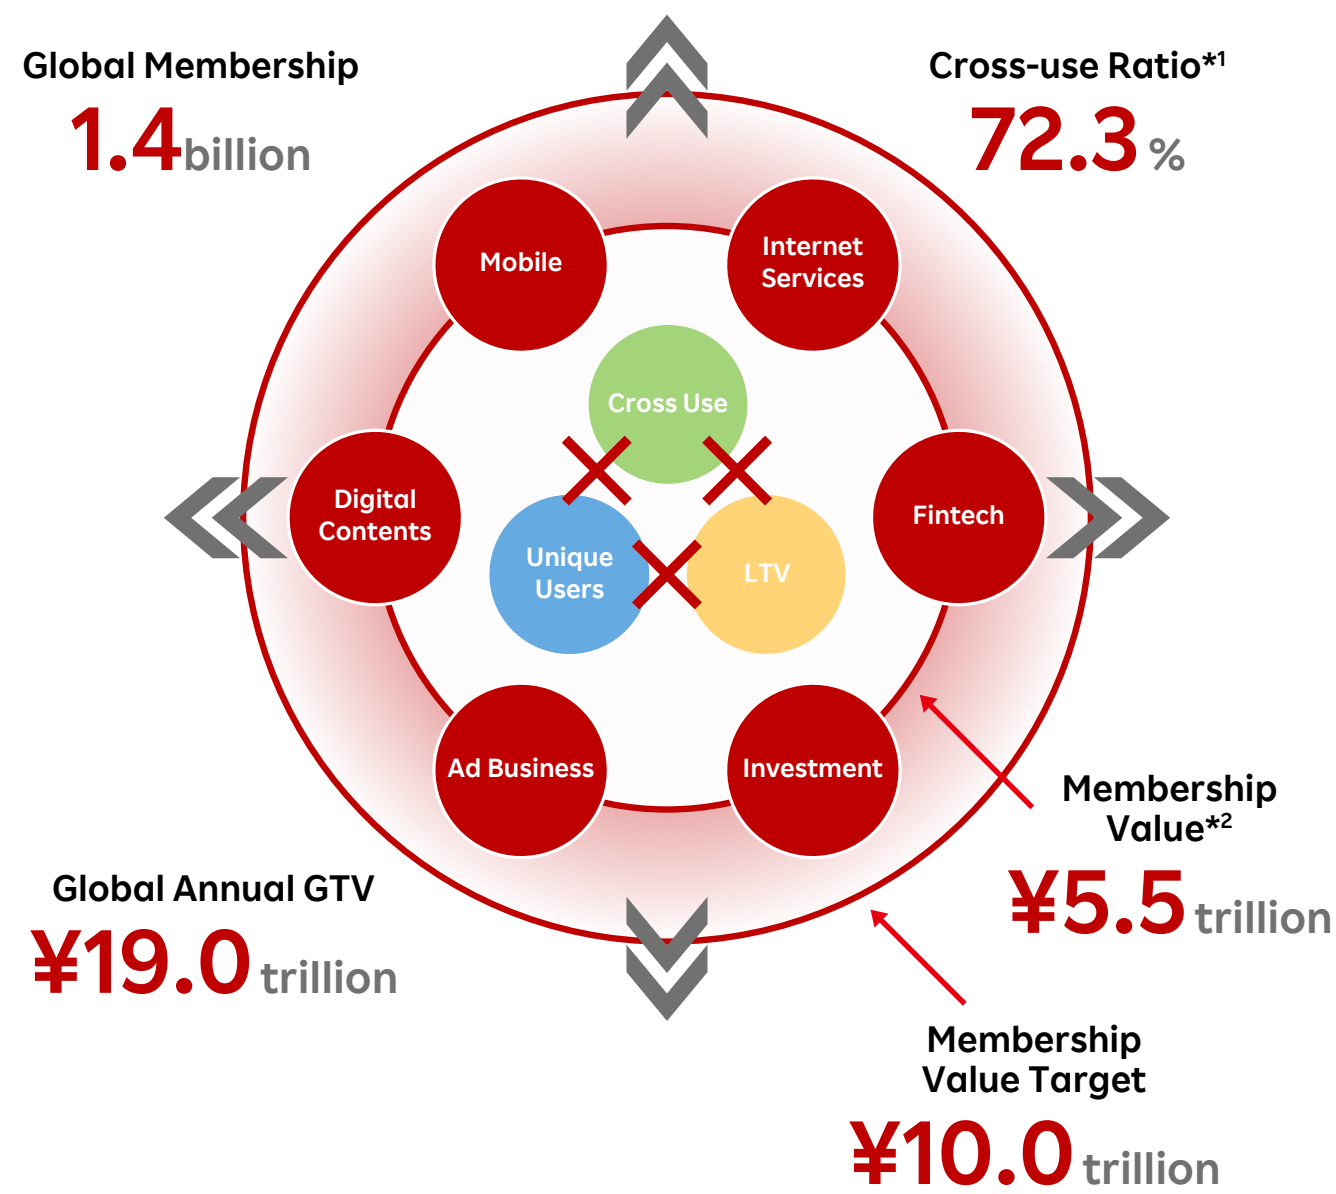 Global Membership
1.4 billion
Cross-use Ratio*1
72.3 %
Mobile
Internet
Services
Cross Use
Digital
Contents
Fintech
Unique
Users
LTV
Ad Business
Investment
Membership
Value*2
¥5.5 trillion
Global Annual GTV
¥19.0 trillion
Membership
Value Target
¥10.0 trillion